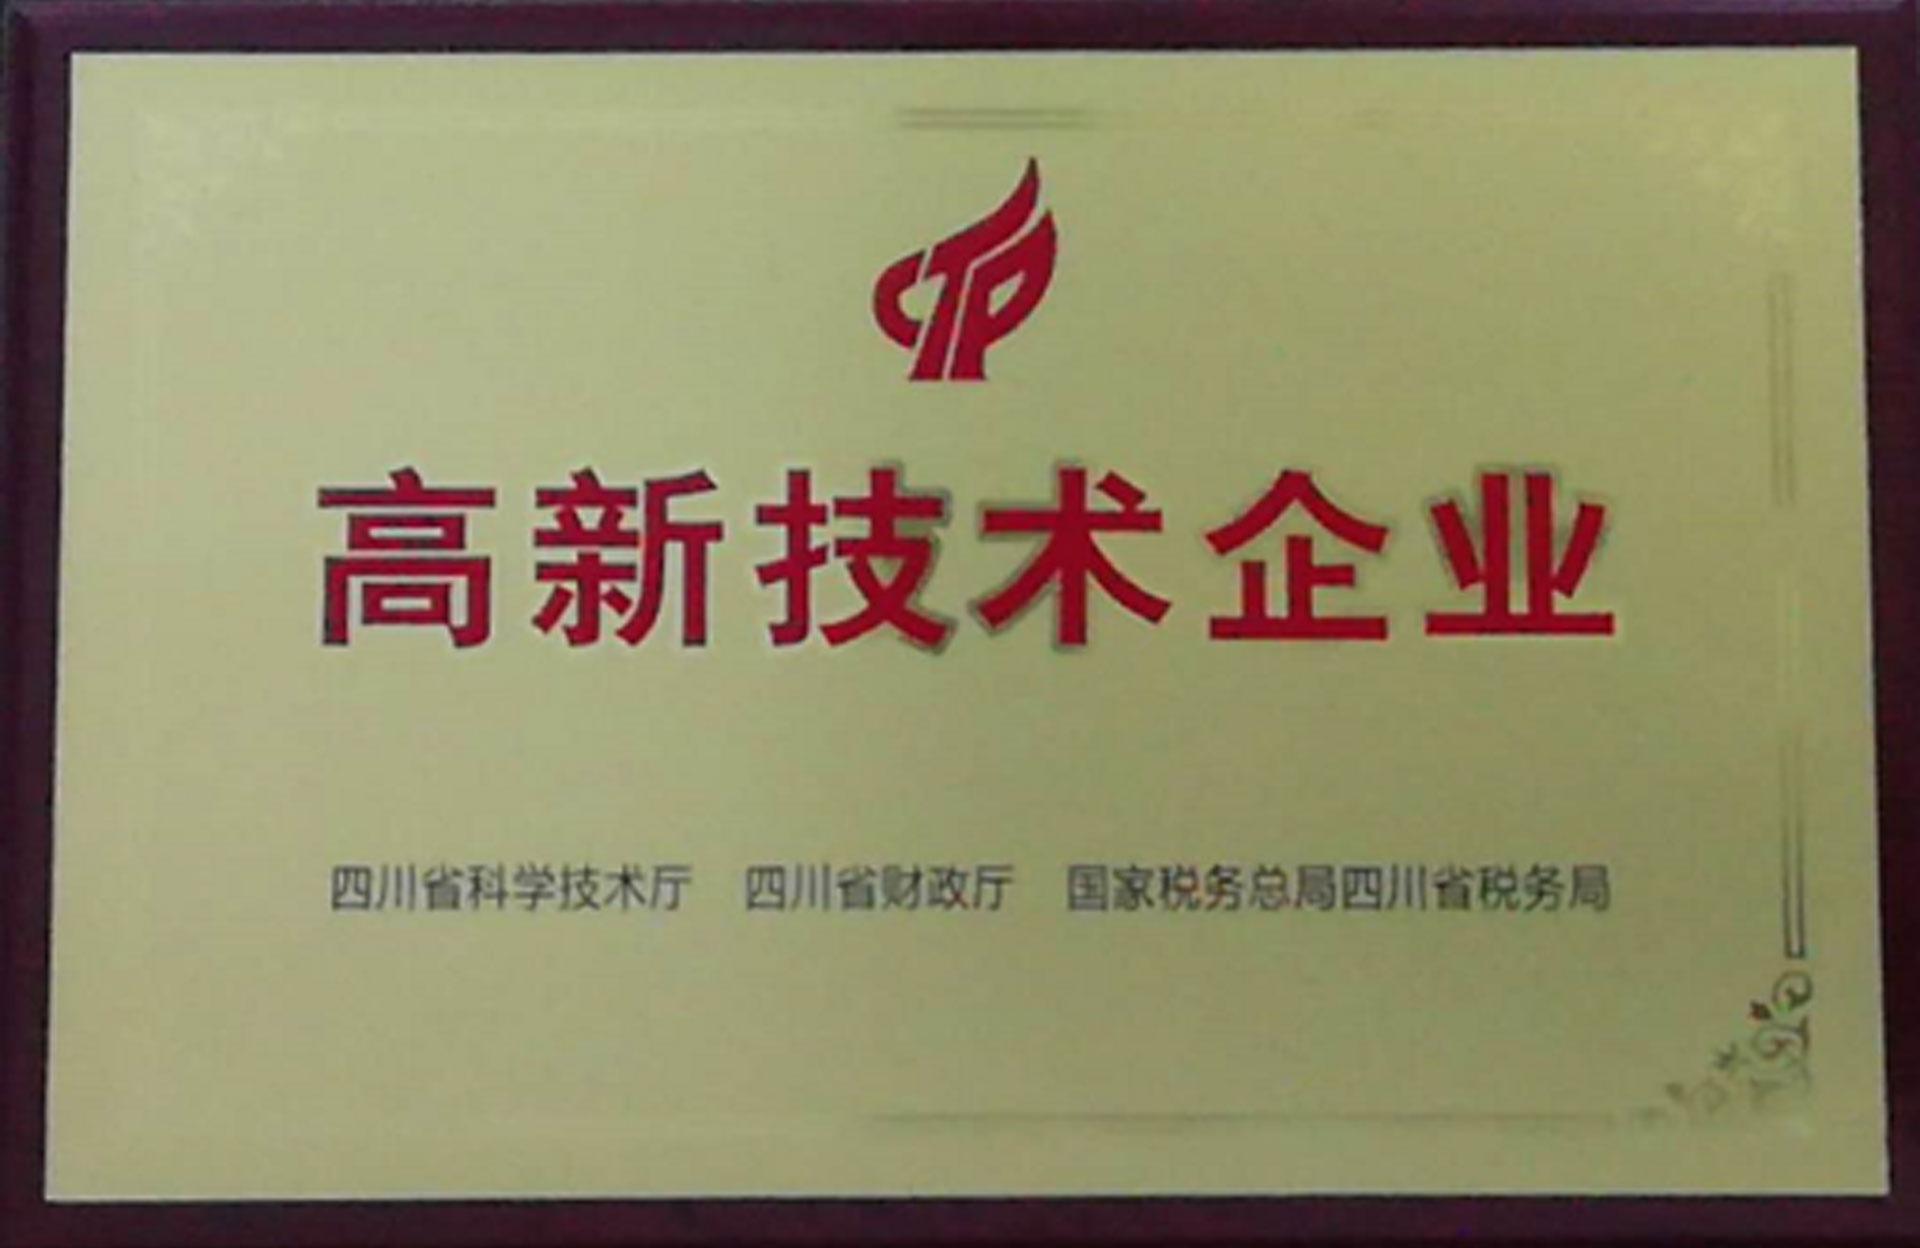 CTP
高新技术企业
四川省科学技术厅 四川省财政厅 国家税务总局四川省税务局